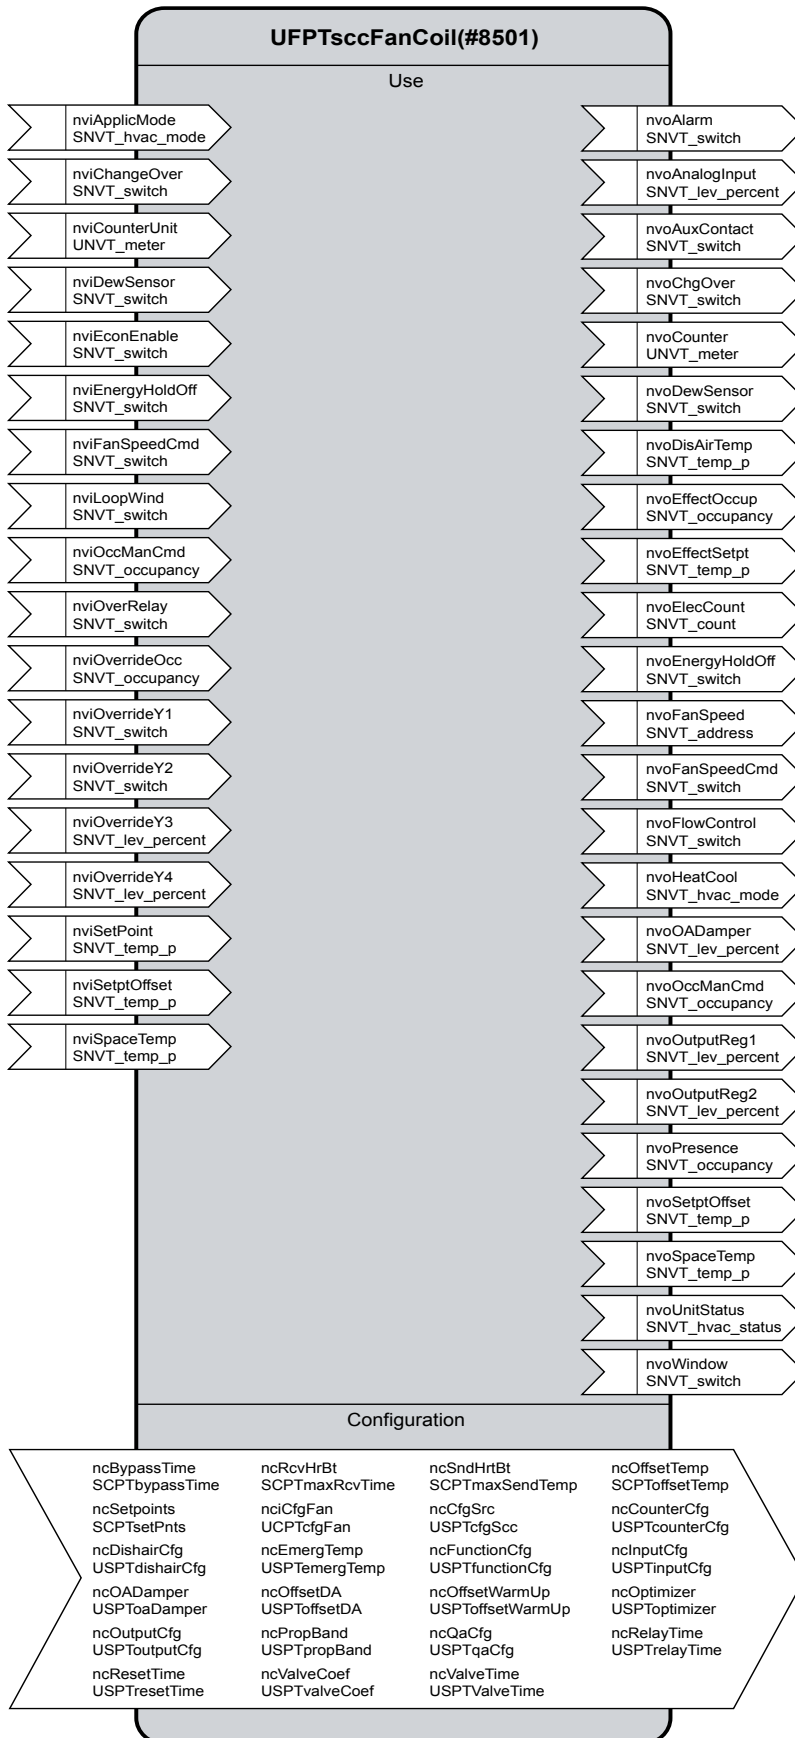 UFPTsccFanCoil(#8501)
Use
nviApplicMode
SNVT_hvac_mode
nviChangeOver
SNVT_switch
nviCounterUnit
UNVT_meter
nviDewSensor
SNVT_switch
nviEconEnable
SNVT_switch
nviEnergyHoldOff
SNVT_switch
nviFanSpeedCmd
SNVT_switch
nviLoopWind
SNVT_switch
nviOccManCmd
SNVT_occupancy
nviOverRelay
SNVT_switch
nviOverrideOcc
SNVT_occupancy
nviOverrideY1
SNVT_switch
nviOverrideY2
SNVT_switch
nviOverrideY3
SNVT_lev_percent
nviOverrideY4
SNVT_lev_percent
nviSetPoint
SNVT_temp_p
nviSetptOffset
SNVT_temp_p
nviSpaceTemp
SNVT_temp_p
nvoAlarm
SNVT_switch
nvoAnalogInput
SNVT_lev_percent
nvoAuxContact
SNVT_switch
nvoChgOver
SNVT_switch
nvoCounter
UNVT_meter
nvoDewSensor
SNVT_switch
nvoDisAirTemp
SNVT_temp_p
nvoEffectOccup
SNVT_occupancy
nvoEffectSetpt
SNVT_temp_p
nvoElecCount
SNVT_count
nvoEnergyHoldOff
SNVT_switch
nvoFanSpeed
SNVT_address
nvoFanSpeedCmd
SNVT_switch
nvoFlowControl
SNVT_switch
nvoHeatCool
SNVT_hvac_mode
nvoOADamper
SNVT_lev_percent
nvoOccManCmd
SNVT_occupancy
nvoOutputReg1
SNVT_lev_percent
nvoOutputReg2
SNVT_lev_percent
nvoPresence
SNVT_occupancy
nvoSetptOffset
SNVT_temp_p
nvoSpaceTemp
SNVT_temp_p
nvoUnitStatus
SNVT_hvac_status
nvoWindow
SNVT_switch
Configuration
ncBypassTime ncRcvHrBt ncSndHrtBt ncOffsetTemp
SCPTbypassTime SCPTmaxRcvTime SCPTmaxSendTemp SCPToffsetTemp
ncSetpoints nciCfgFan ncCfgSrc ncCounterCfg
SCPTsetPnts UCPTcfgFan USPTcfgScc USPTcounterCfg
ncDishairCfg ncEmergTemp ncFunctionCfg ncInputCfg
USPTdishairCfg USPTemergTemp USPTfunctionCfg USPTinputCfg
ncOADamper ncOffsetDA ncOffsetWarmUp ncOptimizer
USPToaDamper USPToffsetDA USPToffsetWarmUp USPToptimizer
ncOutputCfg ncPropBand ncQaCfg ncRelayTime
USPToutputCfg USPTpropBand USPTqaCfg USPTrelayTime
ncResetTime ncValveCoef ncValveTime
USPTresetTime USPTvalveCoef USPTValveTime